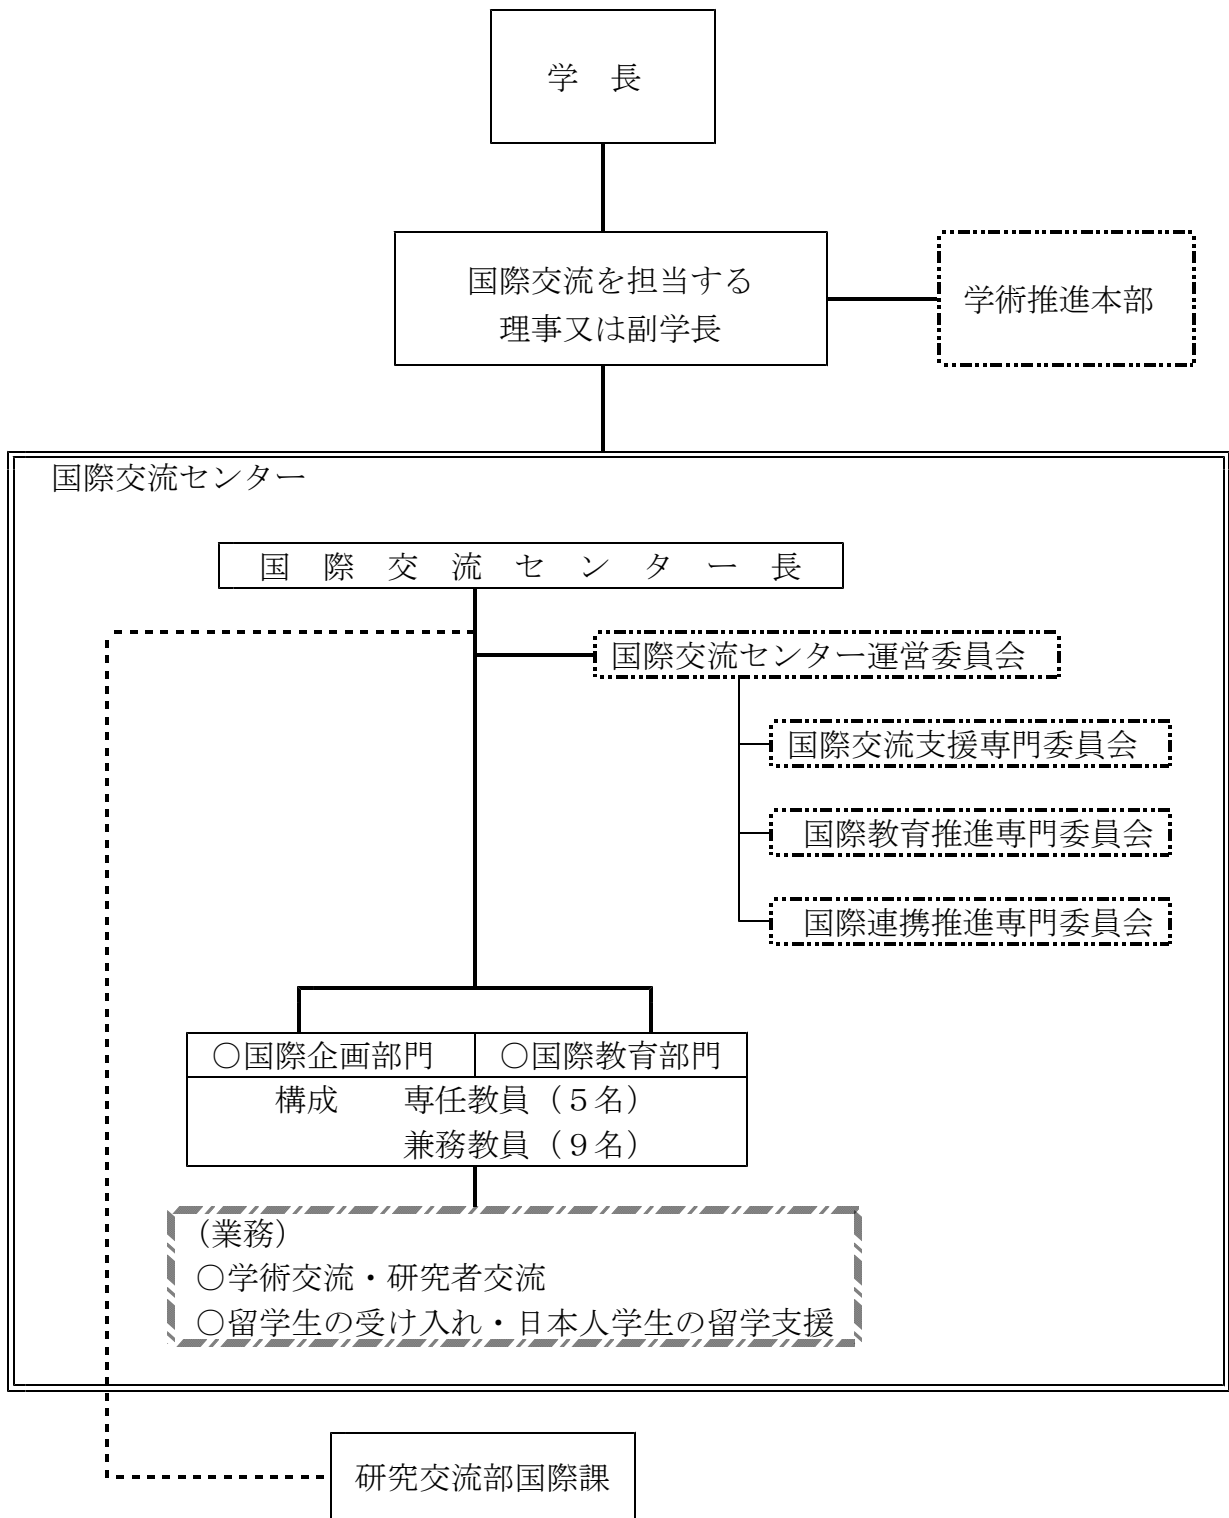 学　長
国際交流を担当する
理事又は副学長
学術推進本部
国際交流センター
国　際　交　流　セ　ン　タ　ー　長
国際交流センター運営委員会
国際交流支援専門委員会
国際教育推進専門委員会
国際連携推進専門委員会
○国際企画部門
○国際教育部門
構成　　専任教員（５名）
兼務教員（９名）
（業務）
○学術交流・研究者交流
○留学生の受け入れ・日本人学生の留学支援
研究交流部国際課